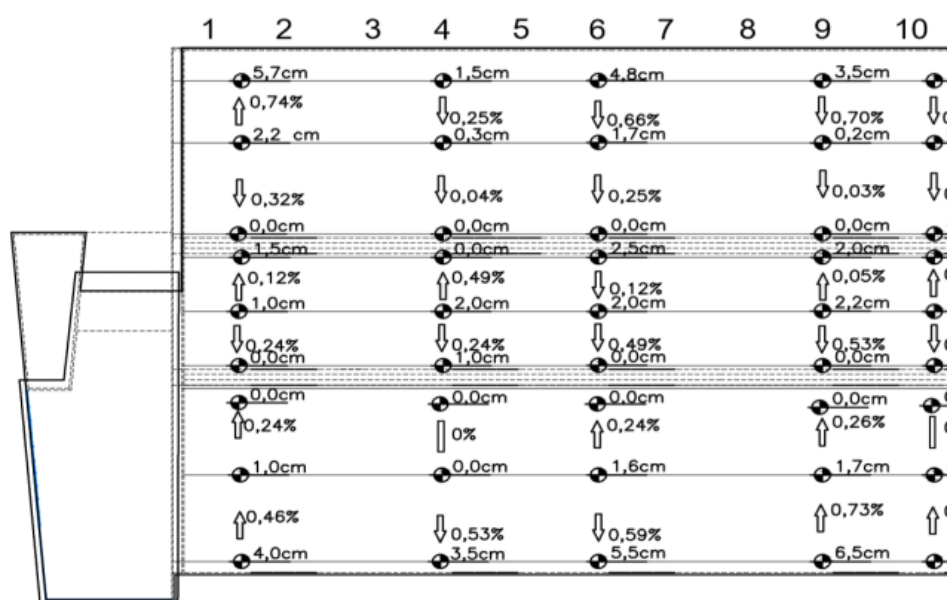 1 2 3 4 5 6 7 8 9 10
5,7cm 1,5cm 4,8cm 3,5cm
0,74% 0,25% 0,66% 0,70%
2,2 cm 0,3cm 1,7cm 0,2cm
0,32% 0,04% 0,25% 0,03%
0,0cm 0,0cm 0,0cm 0,0cm
1,5cm 0,0cm 2,5cm 2,0cm
0,12% 0,49% 0,12% 0,05%
1,0cm 2,0cm 2,0cm 2,2cm
0,24% 0,24% 0,49% 0,53%
0,0cm 1,0cm 0,0cm 0,0cm
0,0cm 0,0cm 0,0cm 0,0cm
0,24% 0% 0,24% 0,26%
1,0cm 0,0cm 1,6cm 1,7cm
0,46% 0,53% 0,59% 0,73%
4,0cm 3,5cm 5,5cm 6,5cm